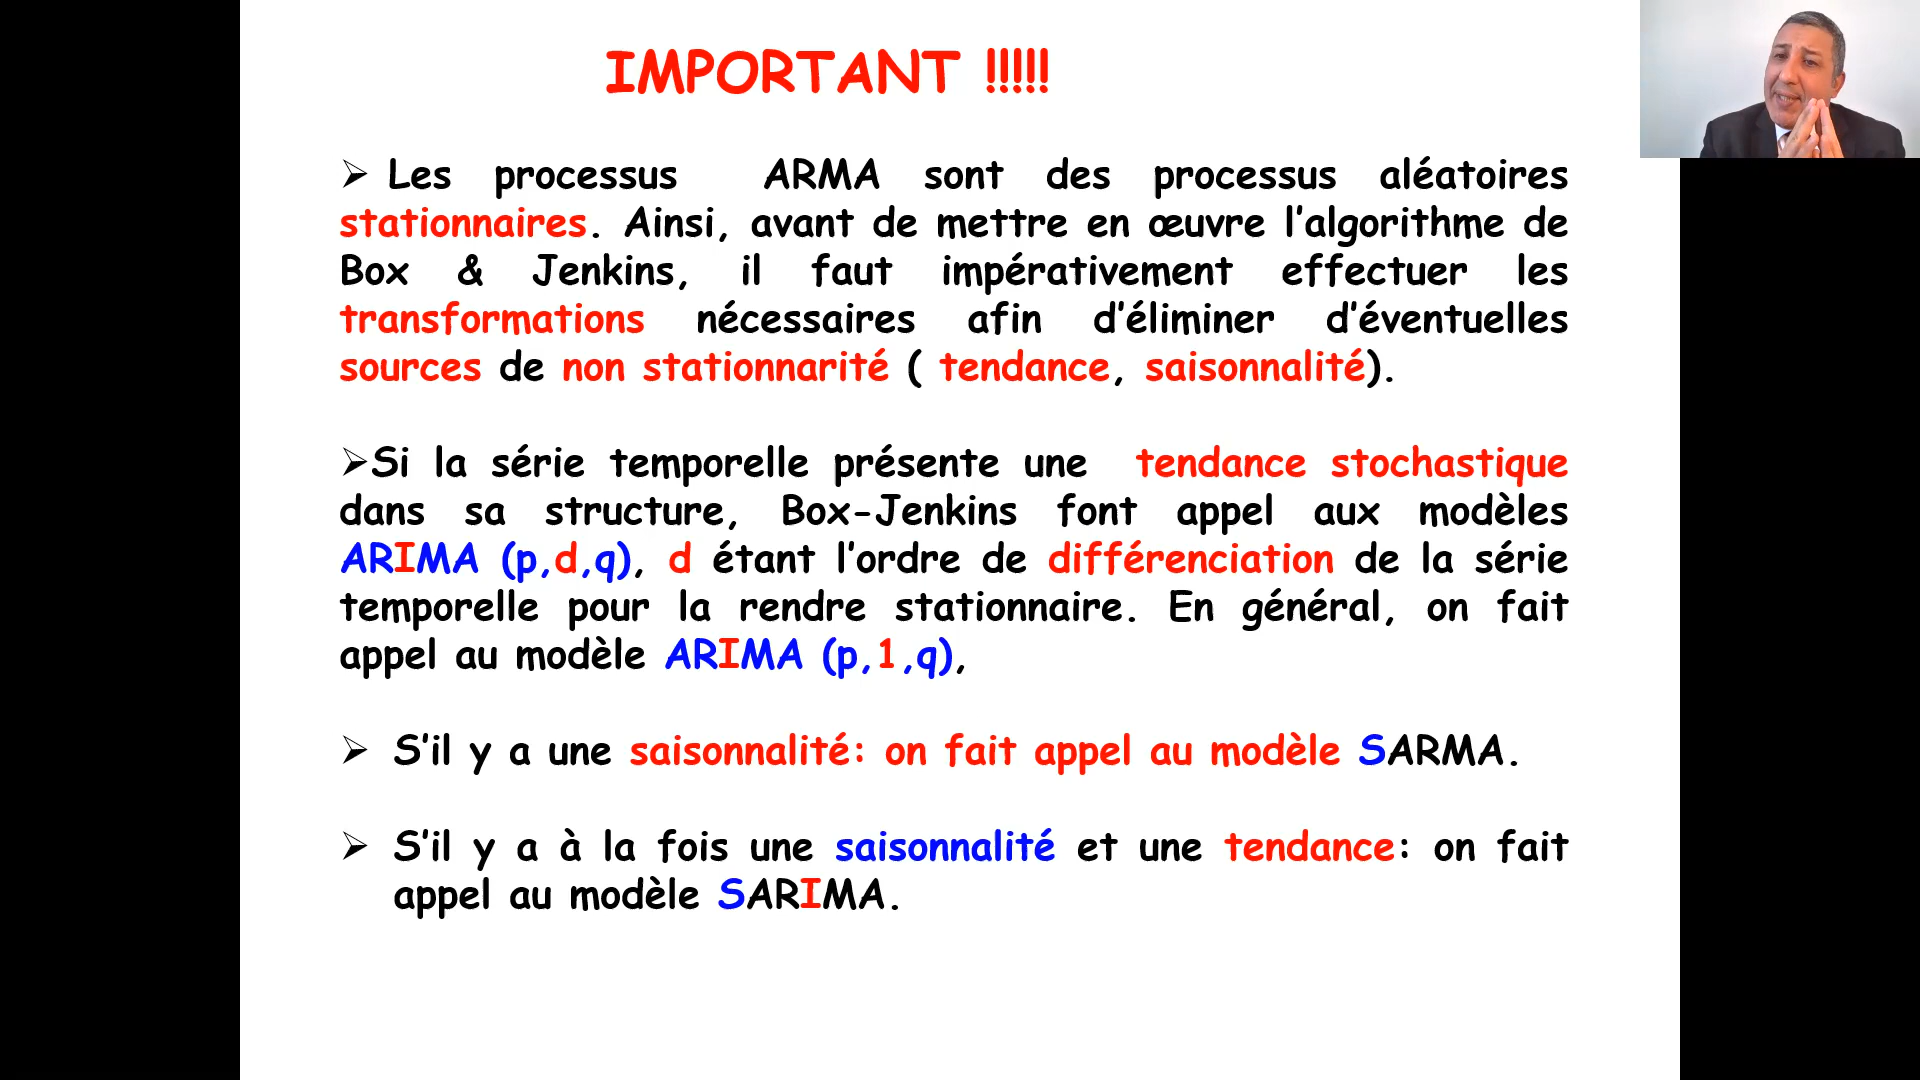 IMPORTANT !!!!!
➢ Les processus ARMA sont des processus aléatoires
stationnaires. Ainsi, avant de mettre en œuvre l’algorithme de
Box & Jenkins, il faut impérativement effectuer les
transformations nécessaires afin d’éliminer d’éventuelles
sources de non stationnarité ( tendance, saisonnalité).
➢Si la série temporelle présente une tendance stochastique
dans sa structure, Box-Jenkins font appel aux modèles
ARIMA (p,d,q), d étant l’ordre de différenciation de la série
temporelle pour la rendre stationnaire. En général, on fait
appel au modèle ARIMA (p,1,q),
➢ S’il y a une saisonnalité: on fait appel au modèle SARMA.
➢ S’il y a à la fois une saisonnalité et une tendance: on fait
appel au modèle SARIMA.